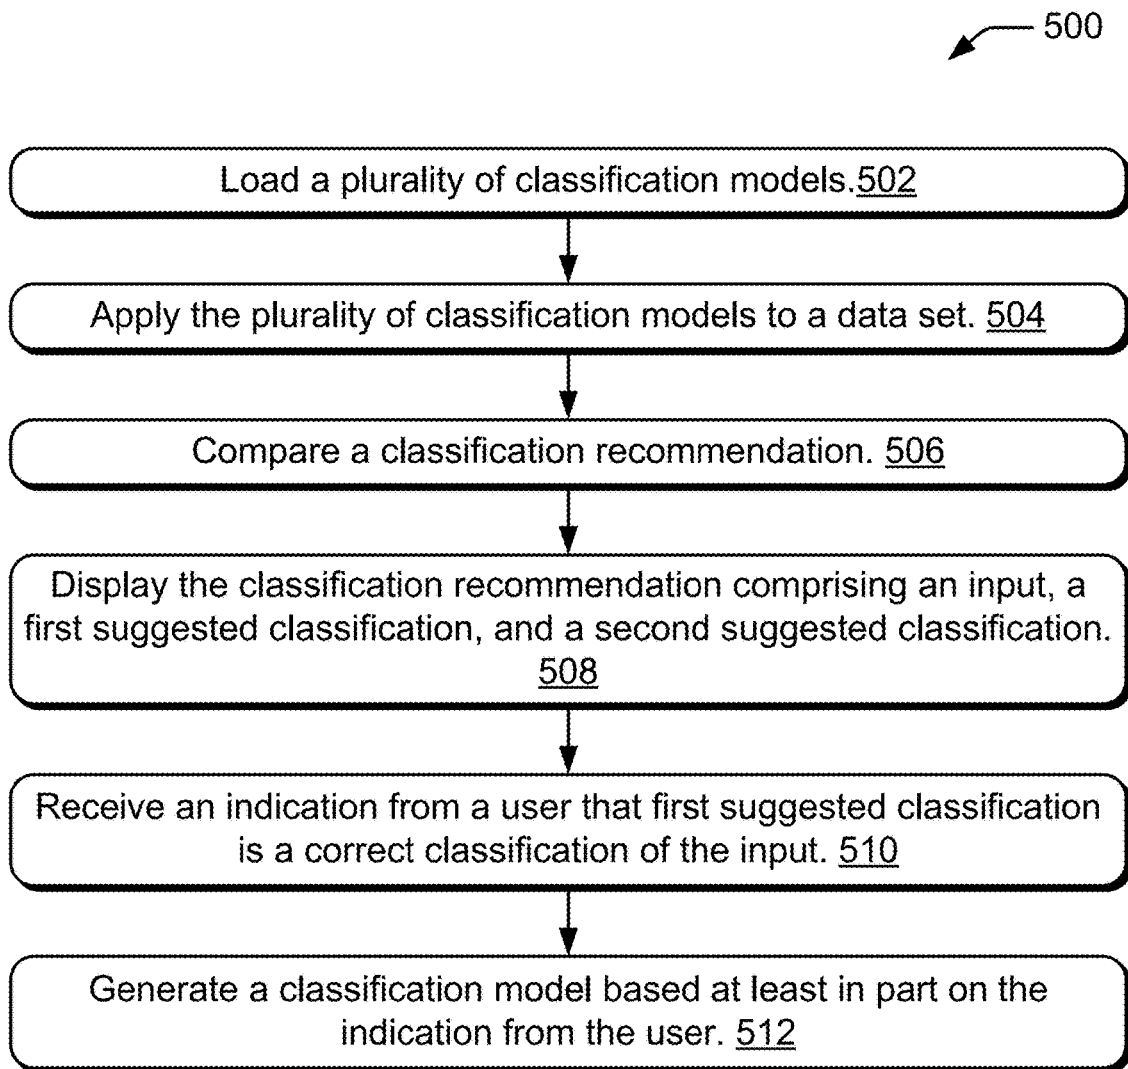 500
Load a plurality of classification models.502
Apply the plurality of classification models to a data set. 504
Compare a classification recommendation. 506
Display the classification recommendation comprising an input, a
first suggested classification, and a second suggested classification.
508
Receive an indication from a user that first suggested classification
is a correct classification of the input. 510
Generate a classification model based at least in part on the
indication from the user. 512